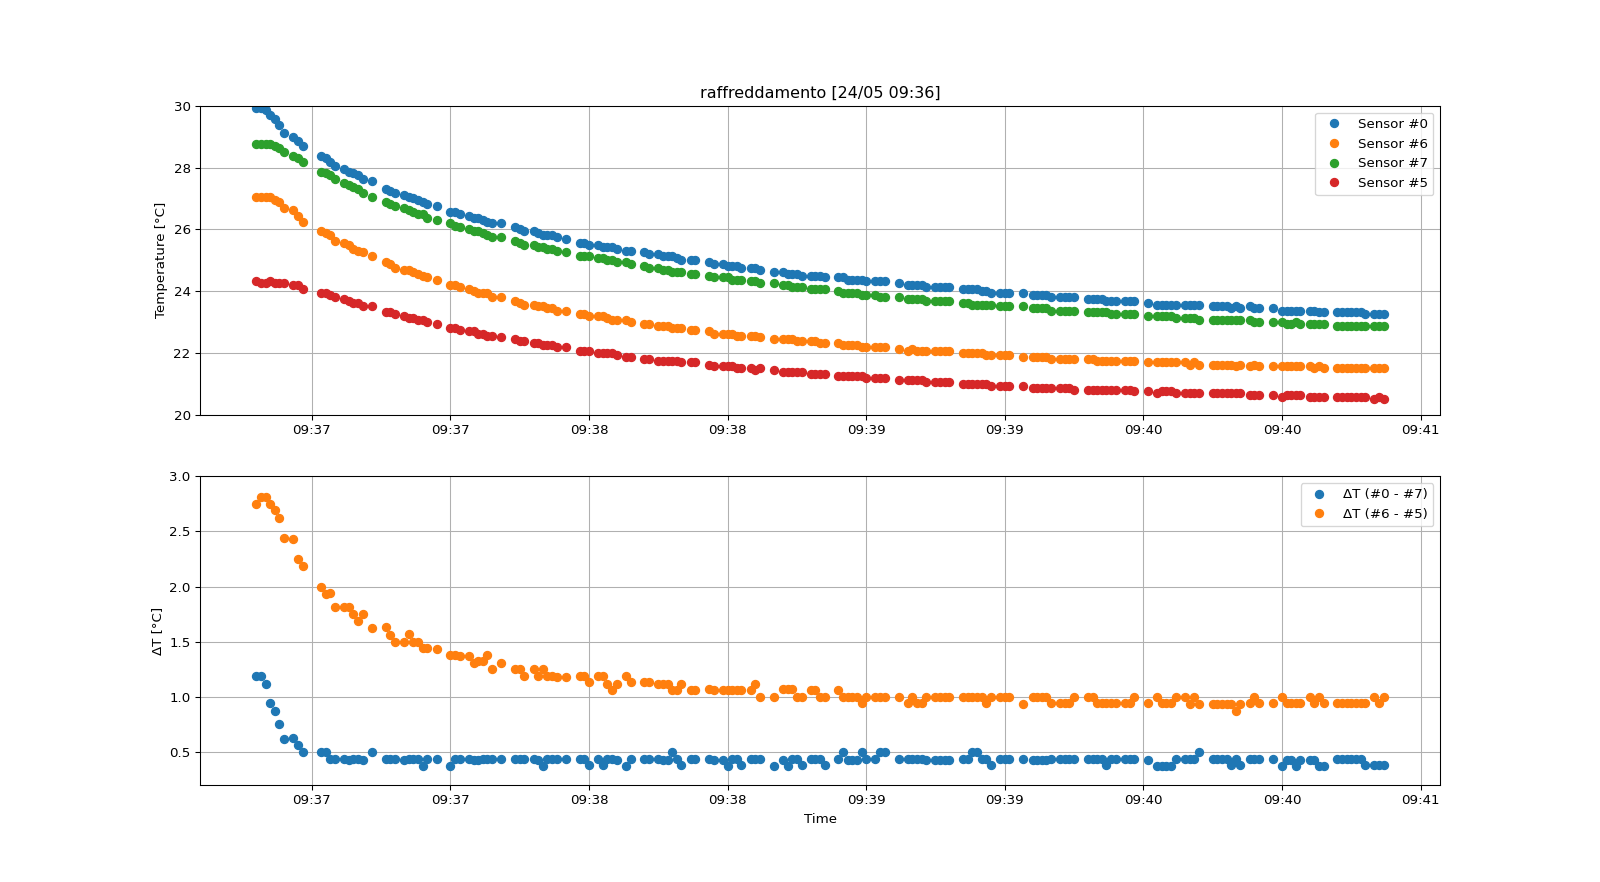 raffreddamento [24/05 09:36]
Temperature [°C]
30
28
26
24
22
20
Sensor #0
Sensor #6
Sensor #7
Sensor #5
09:37 09:37 09:38 09:38 09:39 09:39 09:40 09:40 09:41
ΔT [°C]
3.0
2.5
2.0
1.5
1.0
0.5
ΔT (#0 - #7)
ΔT (#6 - #5)
09:37 09:37 09:38 09:38 09:39 09:39 09:40 09:40 09:41
Time